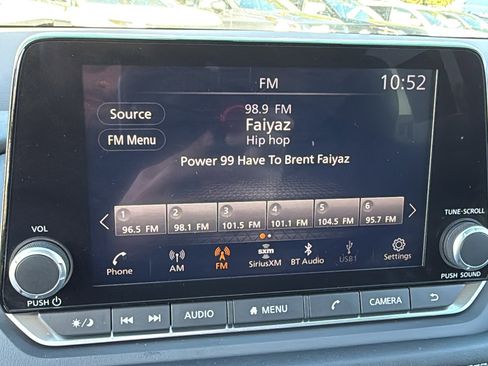 FM
10:52
Source
98.9 FM
Faiyaz
FM Menu
Hip hop
Power 99 Have To Brent Faiyaz
1 2 3 4 5 6
96.5 FM 98.1 FM 101.5 FM 101.1 FM 104.5 FM 95.7 FM
Phone AM FM SXM SiriusXM BT Audio USB1 Settings
VOL
PUSH
TUNE·SCROLL
PUSH SOUND
AUDIO MENU CAMERA